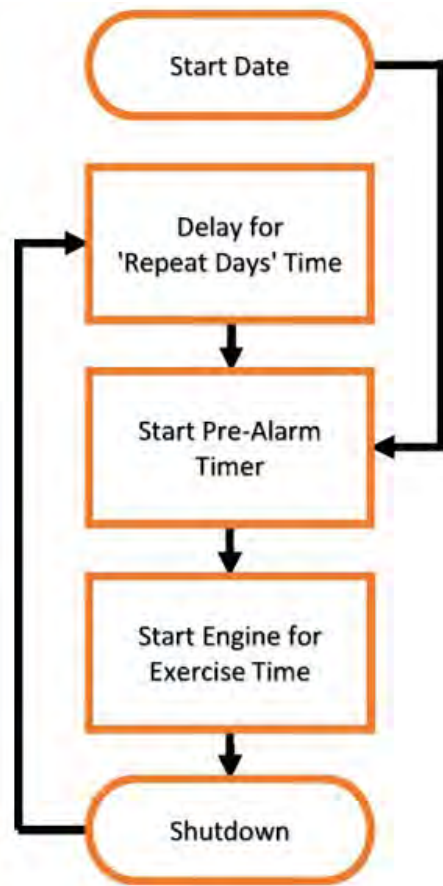 Start Date
Delay for
'Repeat Days' Time
Start Pre-Alarm
Timer
Start Engine for
Exercise Time
Shutdown